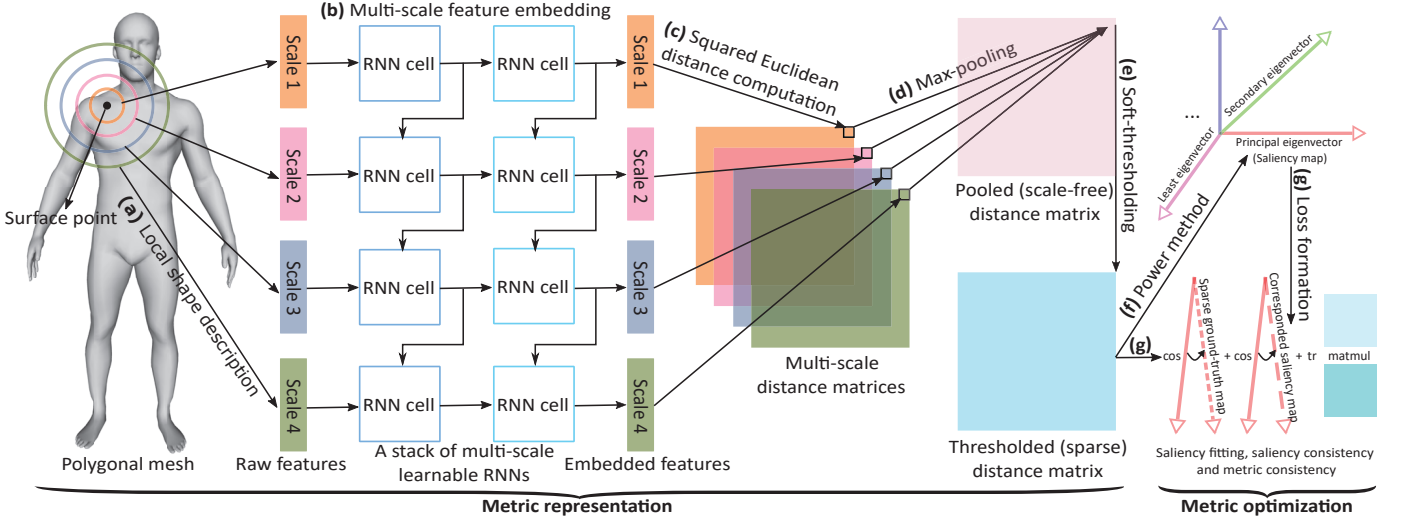 (b) Multi-scale feature embedding
Surface point
(a) Local shape description
Polygonal mesh
Scale 1
Scale 2
Scale 3
Scale 4
Raw features
RNN cell
RNN cell
RNN cell
RNN cell
RNN cell
RNN cell
RNN cell
RNN cell
A stack of multi-scale
learnable RNNs
Scale 1
Scale 2
Scale 3
Scale 4
Embedded features
(c) Squared Euclidean
distance computation
Multi-scale
distance matrices
(d) Max-pooling
Pooled (scale-free)
distance matrix
(e) Soft-thresholding
Thresholded (sparse)
distance matrix
(f) Power method
...
Secondary eigenvector
Principal eigenvector
(Saliency map)
Least eigenvector
(g) Loss formation
(g)
cos
Sparse ground-truth map
+ cos
Corresponded saliency map
+ tr
matmul
Saliency fitting, saliency consistency
and metric consistency
Metric representation
Metric optimization